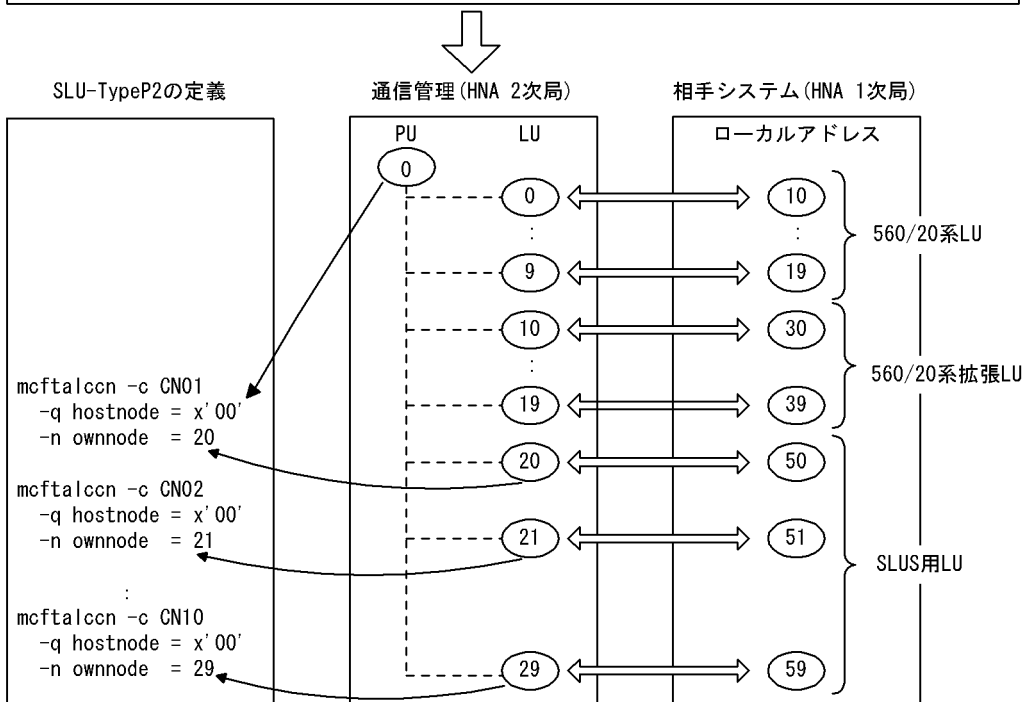 SLU-TypeP2の定義
mcftalccn -c CN01
-q hostnode = x'00'
-n ownnode = 20
mcftalccn -c CN02
-q hostnode = x'00'
-n ownnode = 21
:
mcftalccn -c CN10
-q hostnode = x'00'
-n ownnode = 29
通信管理(HNA 2次局)
PU LU
0
0
:
9
10
:
19
20
21
29
相手システム(HNA 1次局)
ローカルアドレス
10
:
19
30
39
50
51
59
560/20系LU
560/20系拡張LU
SLUS用LU